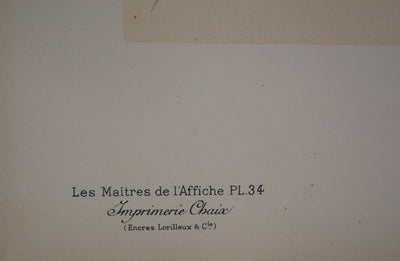 Les Maîtres de l'Affiche PL.34
Imprimerie Chaix
(Encres Lorilleux & Cie)